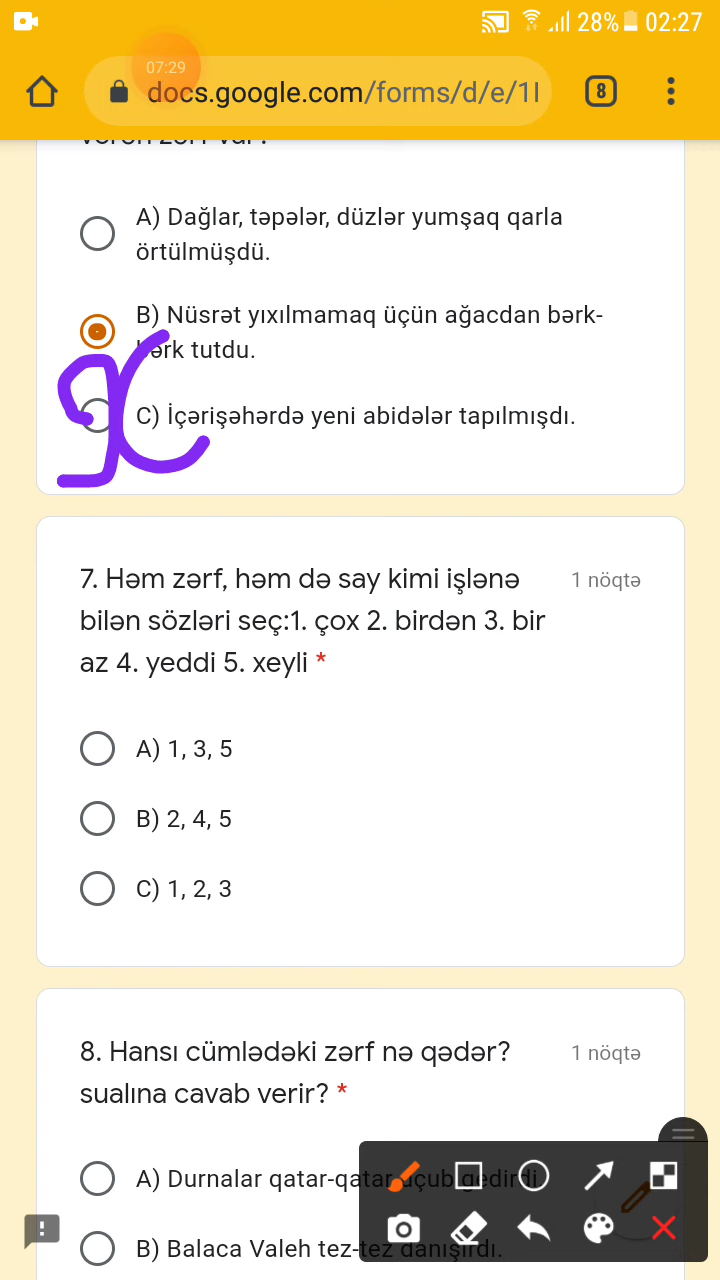 28% 02:27
07:29
docs.google.com/forms/d/e/1I
8
A) Dağlar, təpələr, düzlər yumşaq qarla
örtülmüşdü.
B) Nüsrət yıxılmamaq üçün ağacdan bərk-
bərk tutdu.
C) İçərişəhərdə yeni abidələr tapılmışdı.
7. Həm zərf, həm də say kimi işlənə
1 nöqtə
bilən sözləri seç:1. çox 2. birdən 3. bir
az 4. yeddi 5. xeyli *
A) 1, 3, 5
B) 2, 4, 5
C) 1, 2, 3
8. Hansı cümlədəki zərf nə qədər?
1 nöqtə
sualına cavab verir? *
A) Durnalar qatar-qatar uçub gedirdi.
B) Balaca Valeh tez-tez danışırdı.